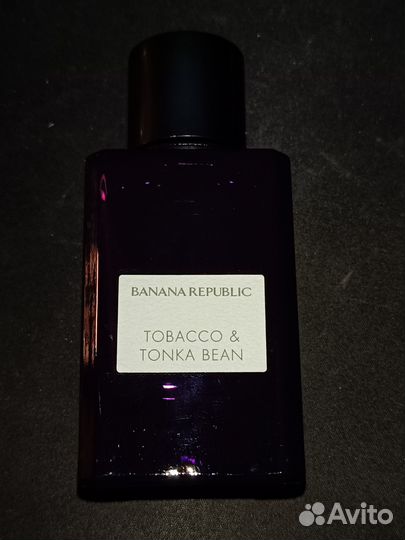 BANANA REPUBLIC
TOBACCO &
TONKA BEAN
Avito